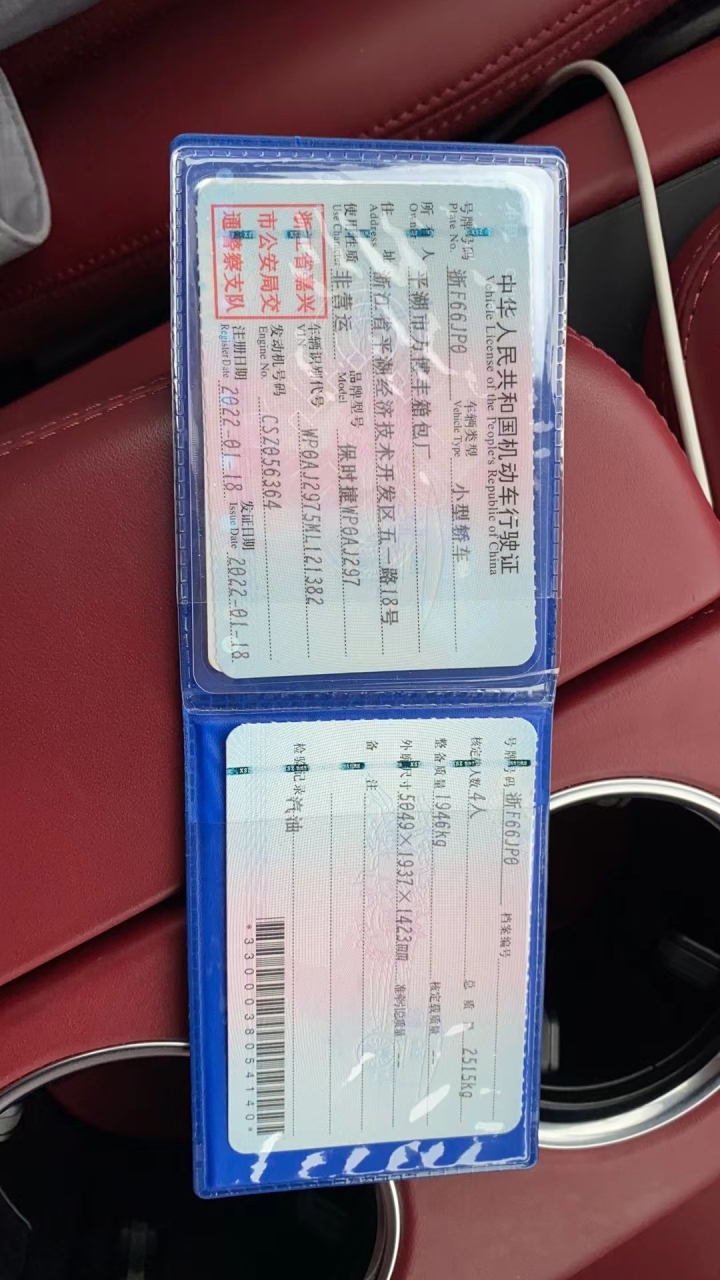 中华人民共和国机动车行驶证
Vehicle License of the People's Republic of China
号牌号码 浙F66JP0 车辆类型 小型轿车
Plate No. Vehicle Type
所 人 平湖市万 丰箱包厂
Owner
住 址 浙江省平湖经济技术开发区五一路18号
Address
使用性质 非营运 品牌型号 保时捷WP0AJ297
Use Character Model
浙江省嘉兴
市公安局交
通警察支队
车辆识别代号 WP0AJ2975ML121382
VIN
发动机号码 CSZ056364
Engine No.
注册日期 2022-01-18 发证日期 2022-01-18
Register Date Issue Date
号牌号码 浙F66JP0 档案编号
核定载人数 4人 总 质 2515kg
整备质量 1946kg 核定载质量 --
外廓尺寸 5049×1937×1423mm 准牵引总质量 --
备 注
检验记录 汽油
*3300038054140*